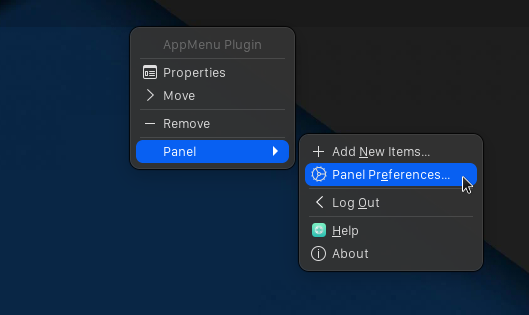 AppMenu Plugin
Properties
Move
Remove
Panel
Add New Items...
Panel Preferences...
Log Out
Help
About